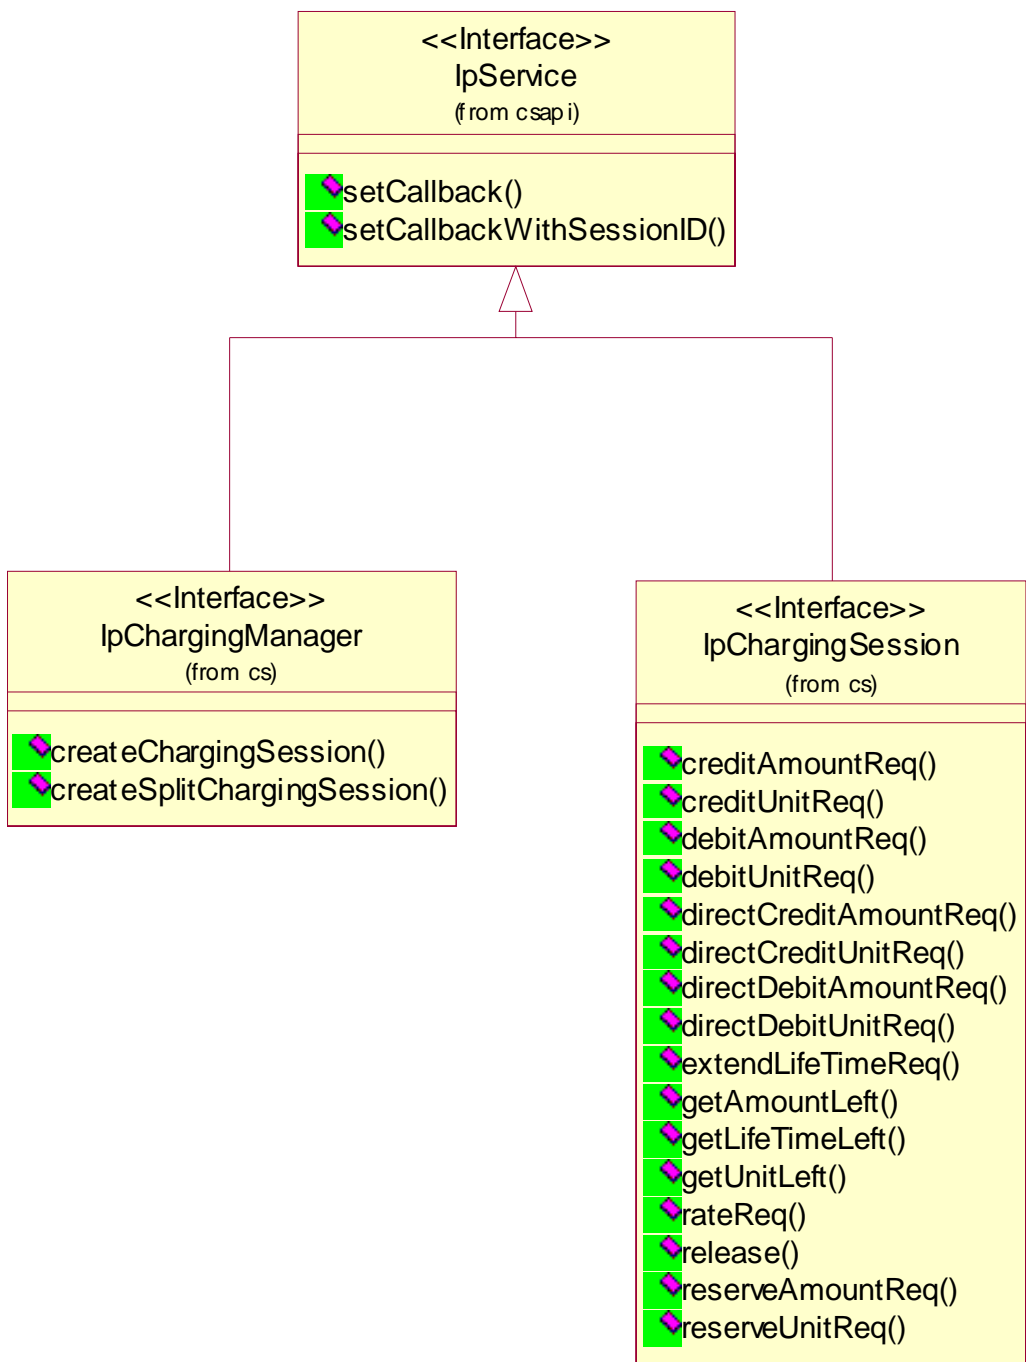 <<Interface>>
IpService
(from csapi)
setCallback()
setCallbackWithSessionID()
<<Interface>>
IpChargingManager
(from cs)
createChargingSession()
createSplitChargingSession()
<<Interface>>
IpChargingSession
(from cs)
creditAmountReq()
creditUnitReq()
debitAmountReq()
debitUnitReq()
directCreditAmountReq()
directCreditUnitReq()
directDebitAmountReq()
directDebitUnitReq()
extendLifeTimeReq()
getAmountLeft()
getLifeTimeLeft()
getUnitLeft()
rateReq()
release()
reserveAmountReq()
reserveUnitReq()